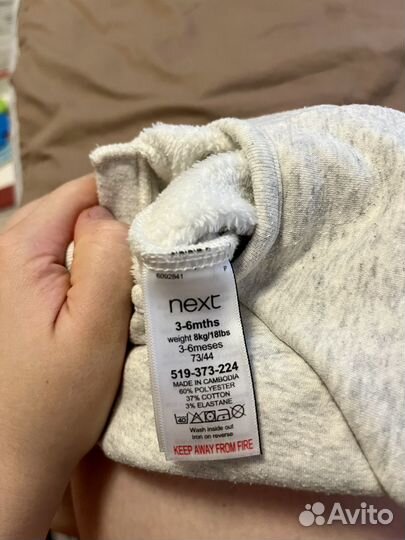 6092841
P
next
3-6mths
weight 8kg/18lbs
3-6meses
73/44
519-373-224
MADE IN CAMBODIA
60% POLYESTER
37% COTTON
3% ELASTANE
40
Wash inside out
iron on reverse
KEEP AWAY FROM FIRE
Avito